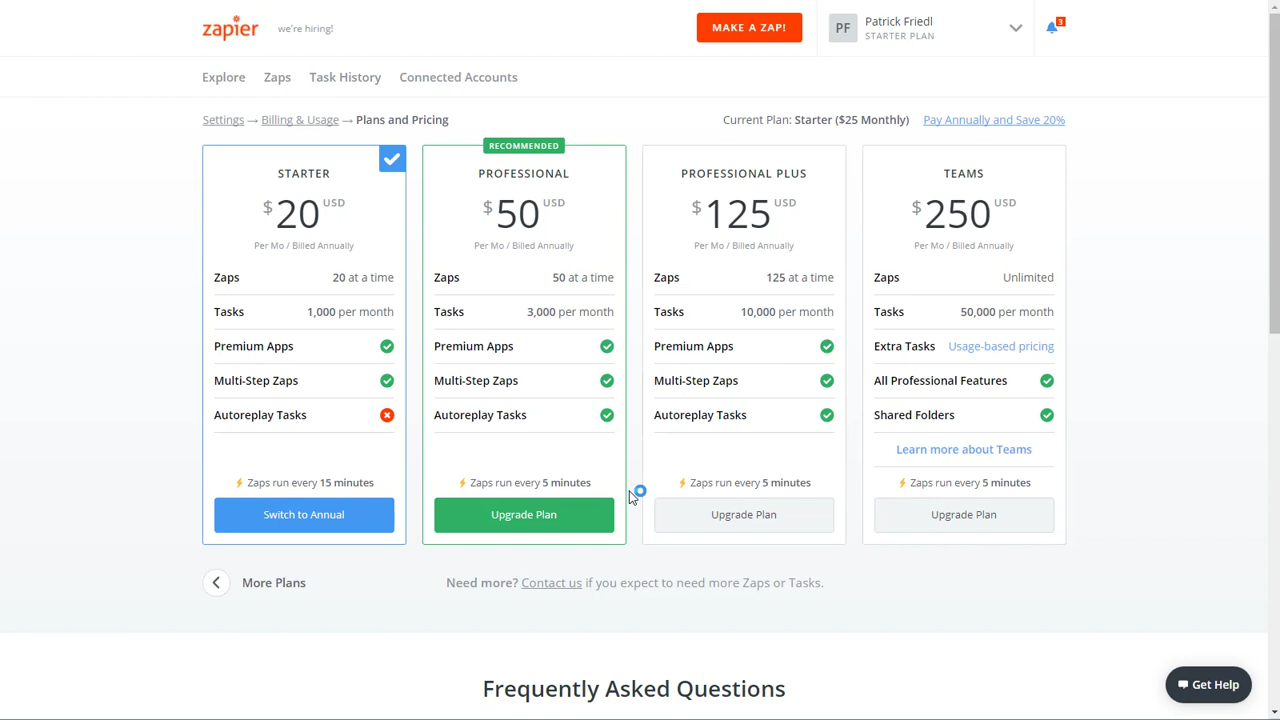 zapier we're hiring! MAKE A ZAP! PF Patrick Friedl 3
STARTER PLAN
Explore Zaps Task History Connected Accounts
Settings → Billing & Usage → Plans and Pricing Current Plan: Starter ($25 Monthly) Pay Annually and Save 20%
STARTER
$20 USD
Per Mo / Billed Annually
Zaps 20 at a time
Tasks 1,000 per month
Premium Apps
Multi-Step Zaps
Autoreplay Tasks
Zaps run every 15 minutes
Switch to Annual
RECOMMENDED
PROFESSIONAL
$50 USD
Per Mo / Billed Annually
Zaps 50 at a time
Tasks 3,000 per month
Premium Apps
Multi-Step Zaps
Autoreplay Tasks
Zaps run every 5 minutes
Upgrade Plan
PROFESSIONAL PLUS
$125 USD
Per Mo / Billed Annually
Zaps 125 at a time
Tasks 10,000 per month
Premium Apps
Multi-Step Zaps
Autoreplay Tasks
Zaps run every 5 minutes
Upgrade Plan
TEAMS
$250 USD
Per Mo / Billed Annually
Zaps Unlimited
Tasks 50,000 per month
Extra Tasks Usage-based pricing
All Professional Features
Shared Folders
Learn more about Teams
Zaps run every 5 minutes
Upgrade Plan
More Plans Need more? Contact us if you expect to need more Zaps or Tasks.
Frequently Asked Questions
Get Help